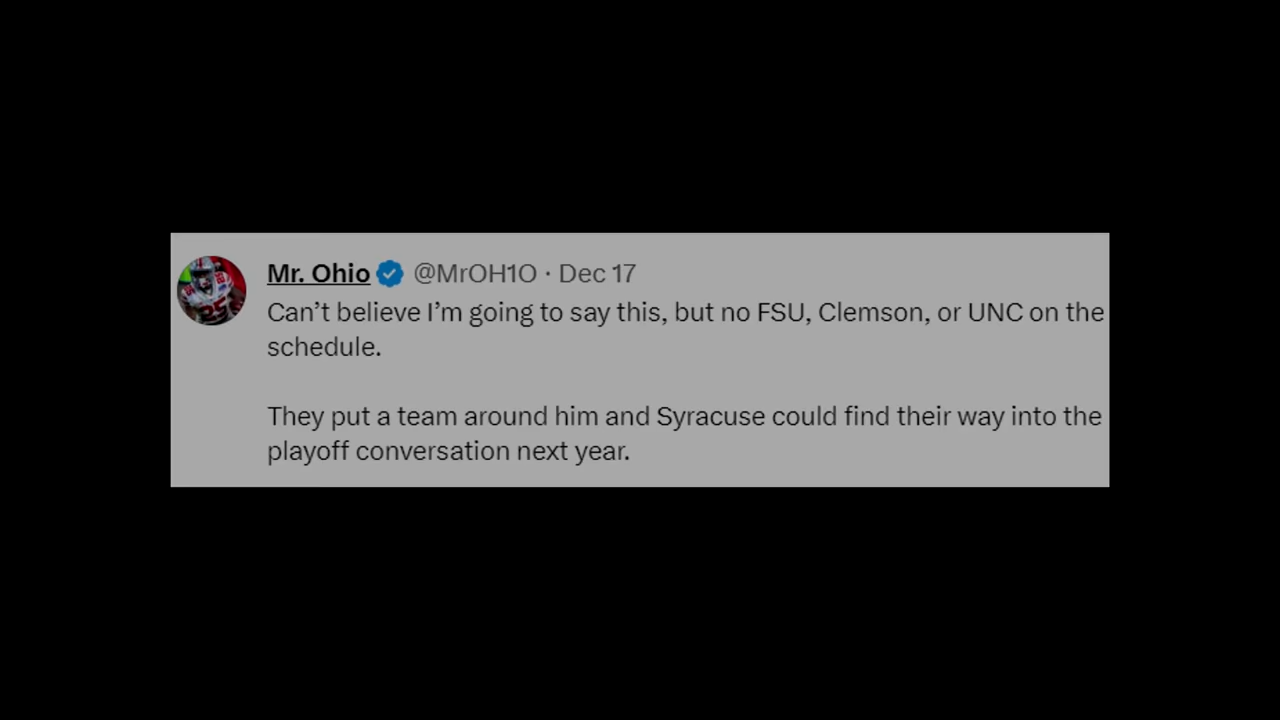 Mr. Ohio @MrOH1O · Dec 17
Can’t believe I’m going to say this, but no FSU, Clemson, or UNC on the
schedule.
They put a team around him and Syracuse could find their way into the
playoff conversation next year.